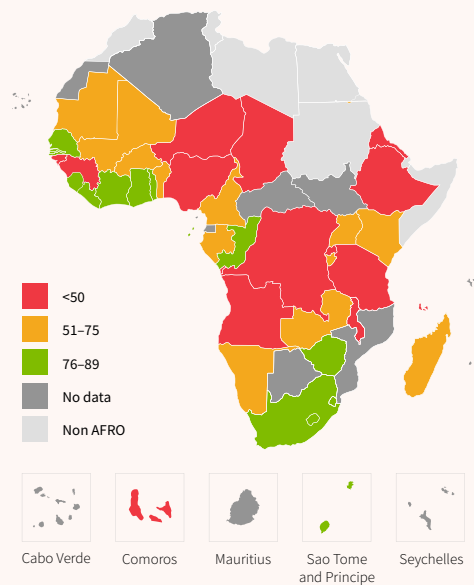 <50
51–75
76–89
No data
Non AFRO
Cabo Verde
Comoros
Mauritius
Sao Tome
and Principe
Seychelles